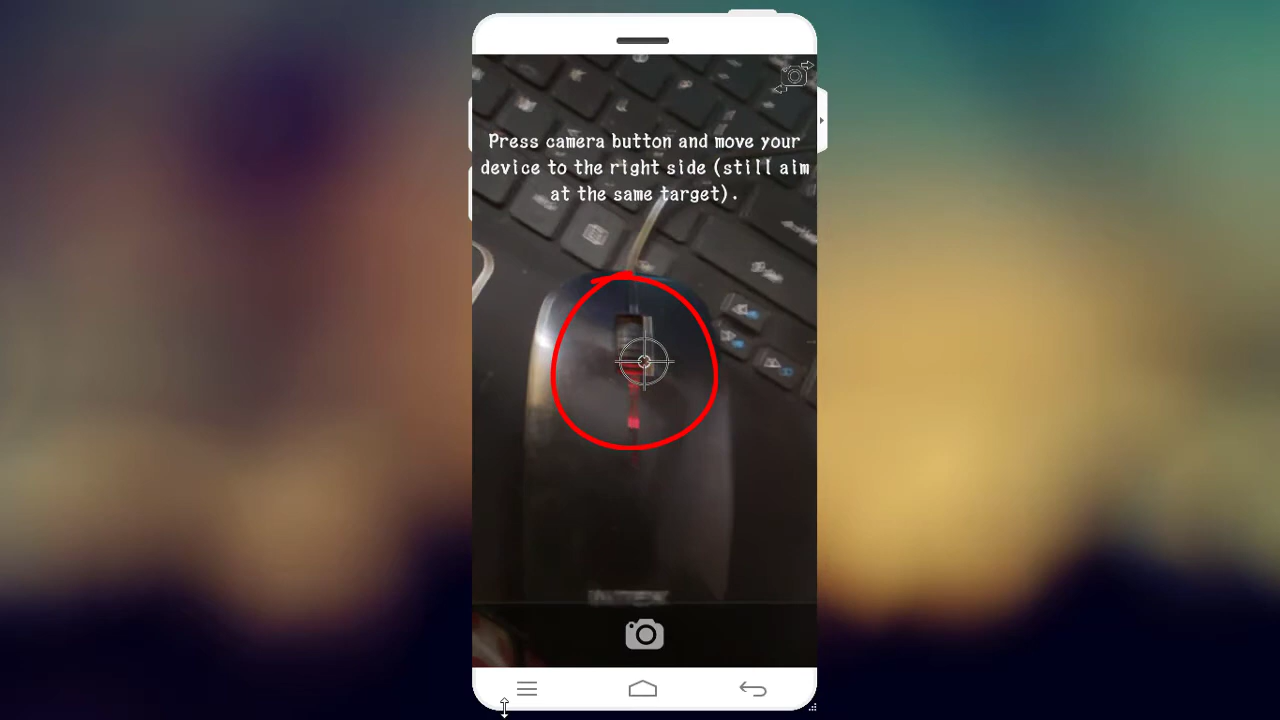 Press camera button and move your
device to the right side (still aim
at the same target).